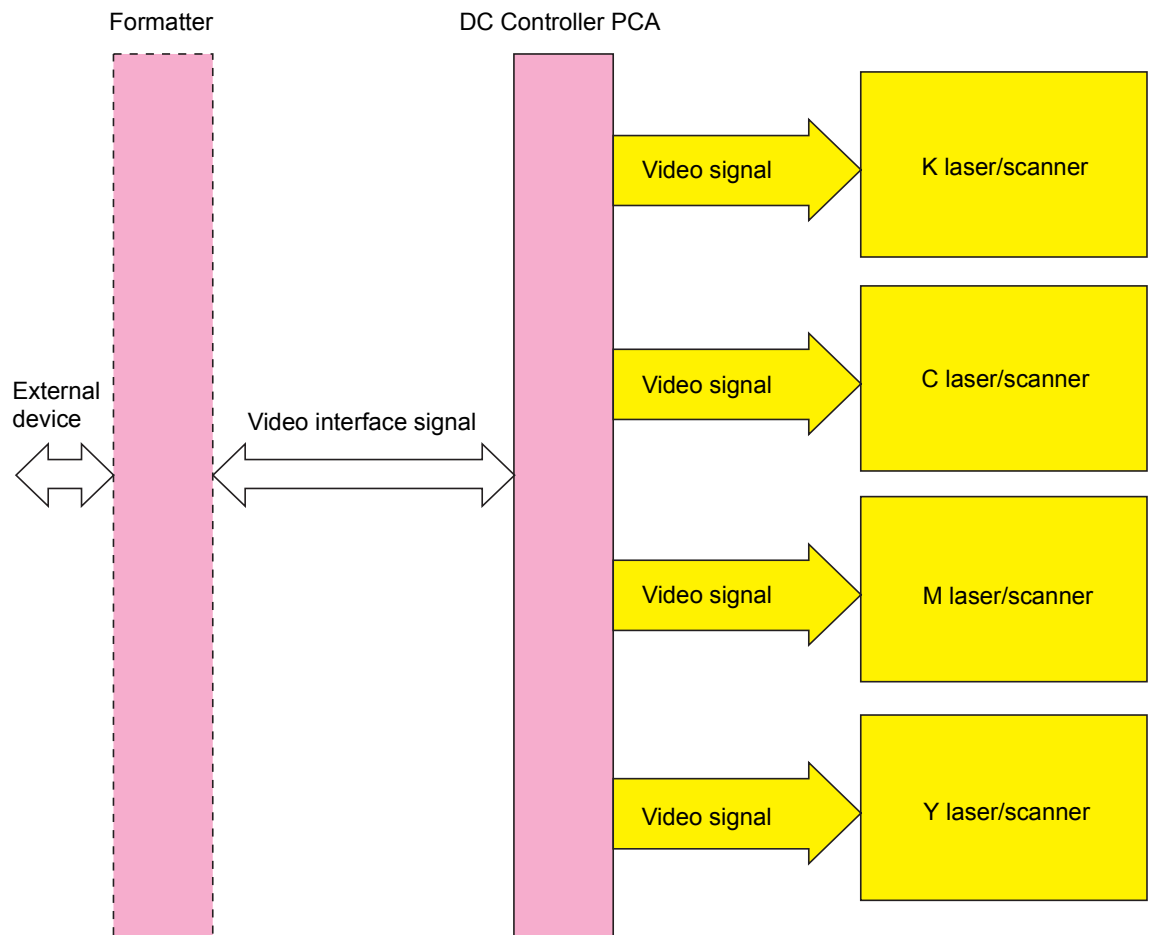 Formatter
DC Controller PCA
Video signal
K laser/scanner
Video signal
C laser/scanner
External
device
Video interface signal
Video signal
M laser/scanner
Video signal
Y laser/scanner